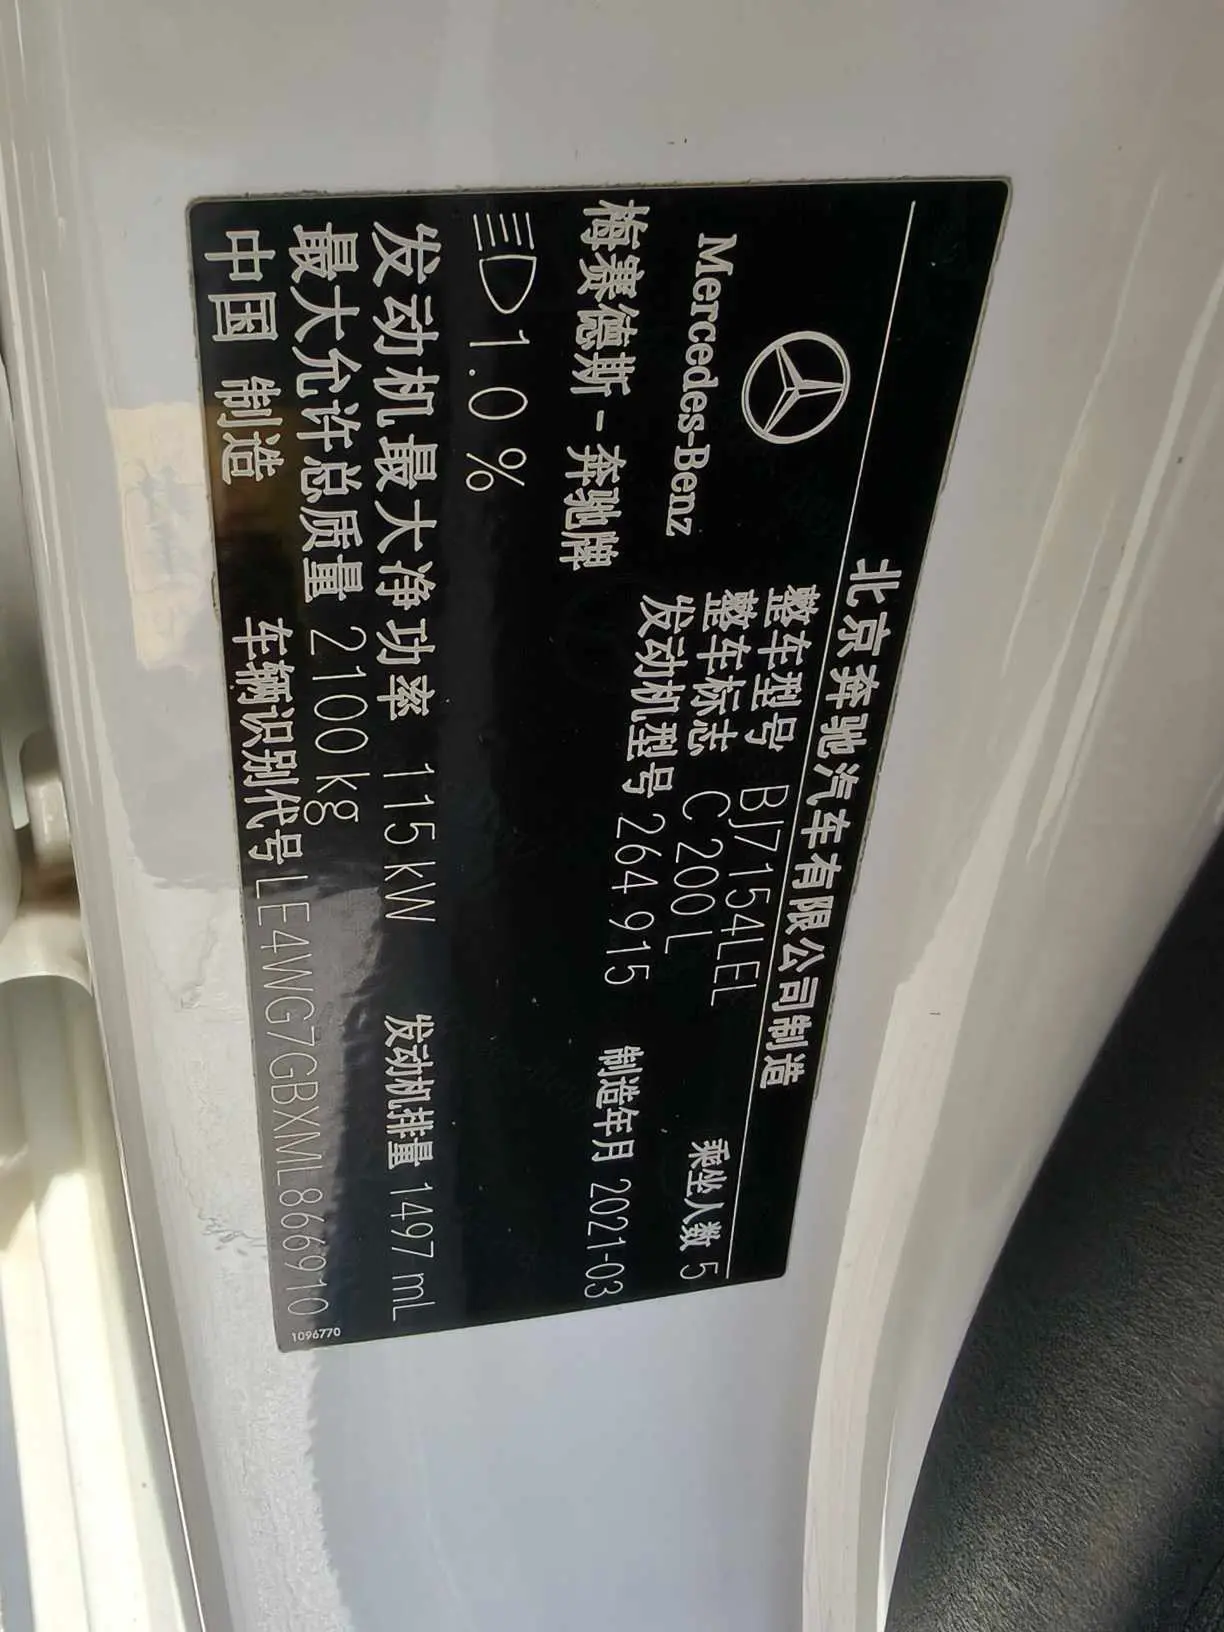 北京奔驰汽车有限公司制造
Mercedes-Benz
梅赛德斯-奔驰牌
整车型号 BJ7154LEL
整车标志 C 200 L
乘坐人数 5
发动机型号 264 915
制造年月 2021-03
1.0%
发动机最大净功率 115 kW
发动机排量 1497 mL
最大允许总质量 2100kg
中国 制造
车辆识别代号 LE4WG7GBXML866910
1096770